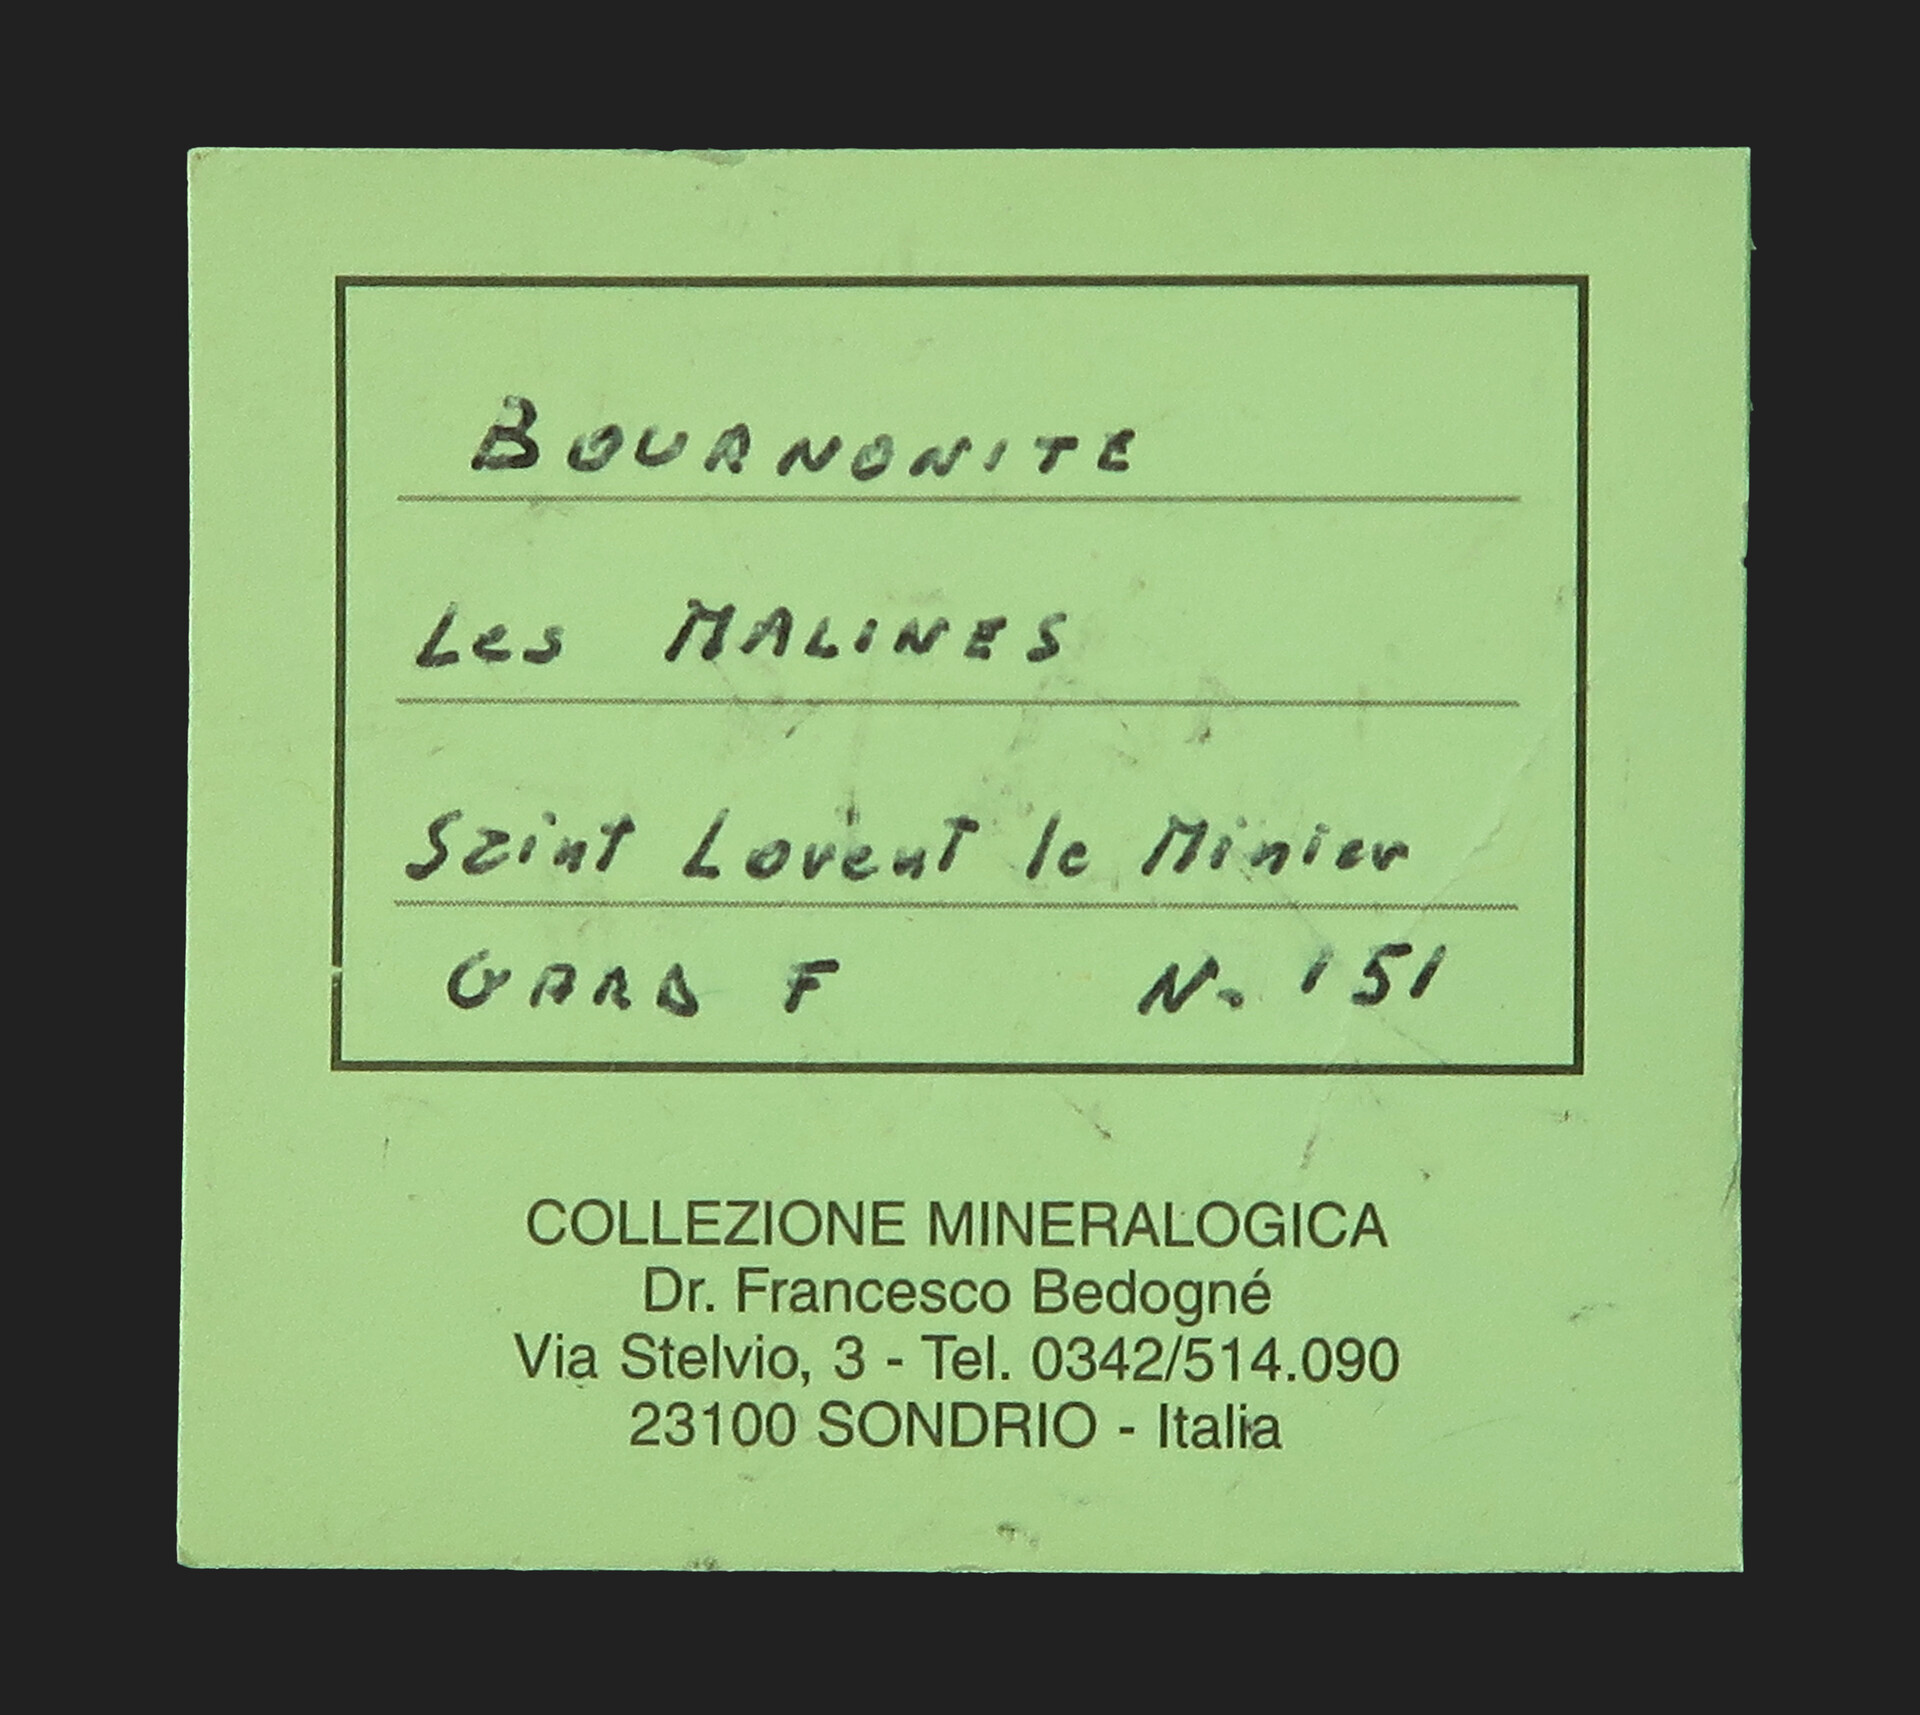 BOURNONITE
Les MALINES
Saint Lorent le Minier
GARD F N. 151
COLLEZIONE MINERALOGICA
Dr. Francesco Bedogné
Via Stelvio, 3 - Tel. 0342/514.090
23100 SONDRIO - Italia